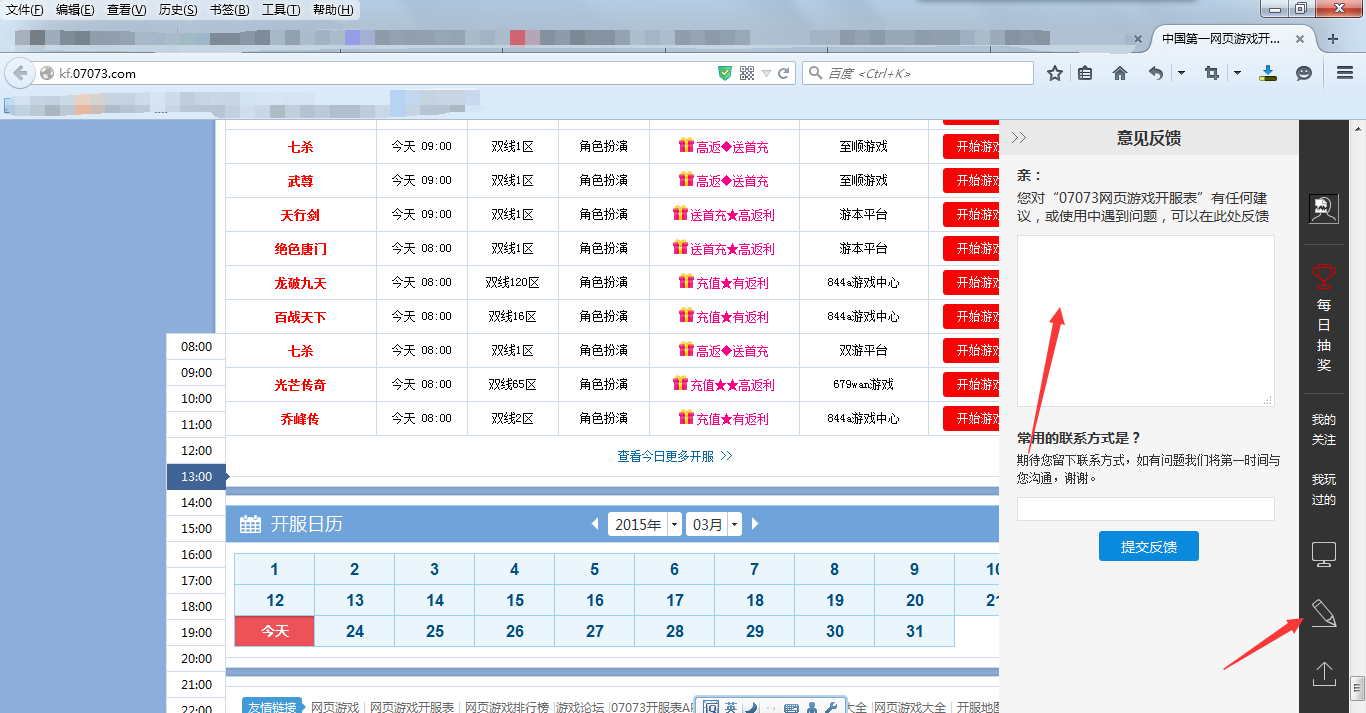 文件(F) 编辑(E) 查看(V) 历史(S) 书签(B) 工具(T) 帮助(H)
中国第一网页游戏开...
kf.07073.com
百度 <Ctrl+K>
七杀 今天 09:00 双线1区 角色扮演 高返◆送首充 至顺游戏 开始游戏
武尊 今天 09:00 双线1区 角色扮演 高返◆送首充 至顺游戏 开始游戏
天行剑 今天 09:00 双线1区 角色扮演 送首充★高返利 游本平台 开始游戏
绝色唐门 今天 08:00 双线1区 角色扮演 送首充★高返利 游本平台 开始游戏
龙破九天 今天 08:00 双线120区 角色扮演 充值★有返利 844a游戏中心 开始游戏
百战天下 今天 08:00 双线16区 角色扮演 充值★有返利 844a游戏中心 开始游戏
七杀 今天 08:00 双线1区 角色扮演 高返◆送首充 双游平台 开始游戏
光芒传奇 今天 08:00 双线65区 角色扮演 充值★★高返利 679wan游戏 开始游戏
乔峰传 今天 08:00 双线2区 角色扮演 充值★有返利 844a游戏中心 开始游戏
查看今日更多开服 >>
08:00
09:00
10:00
11:00
12:00
13:00
14:00
15:00
16:00
17:00
18:00
19:00
20:00
21:00
22:00
开服日历 2015年 03月
1 2 3 4 5 6 7 8 9 10
12 13 14 15 16 17 18 19 20 21
今天 24 25 26 27 28 29 30 31
友情链接 网页游戏 网页游戏开服表 网页游戏排行榜 游戏论坛 07073开服表AP 英 大全 网页游戏大全 开服地图
>> 意见反馈
亲：
您对“07073网页游戏开服表”有任何建
议，或使用中遇到问题，可以在此处反馈
常用的联系方式是？
期待您留下联系方式，如有问题我们将第一时间与
您沟通，谢谢。
提交反馈
每
日
抽
奖
我的
关注
我玩
过的